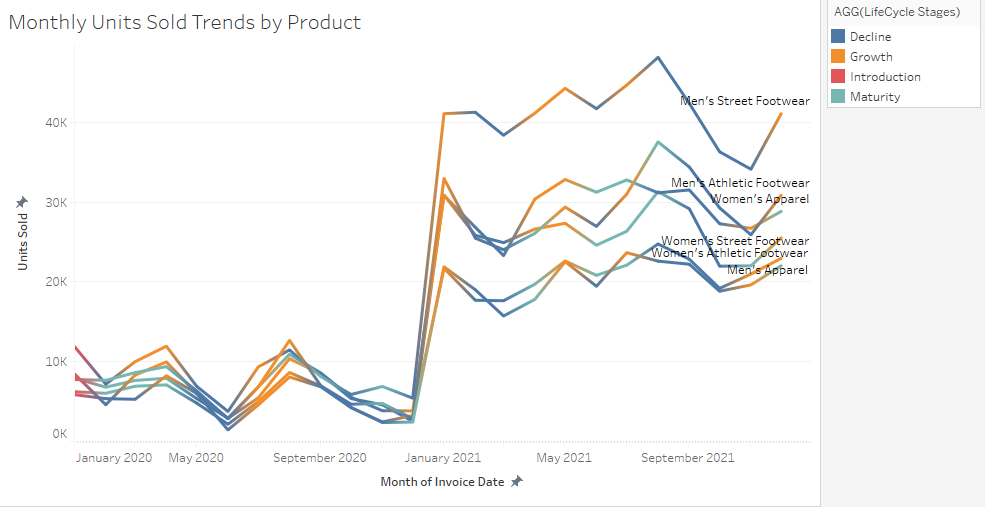 Monthly Units Sold Trends by Product
AGG(LifeCycle Stages)
Decline
Growth
Introduction
Maturity
Units Sold
40K
30K
20K
10K
0K
Men's Street Footwear
Men's Athletic Footwear
Women's Apparel
Women's Street Footwear
Women's Athletic Footwear
Men's Apparel
January 2020
May 2020
September 2020
January 2021
May 2021
September 2021
Month of Invoice Date